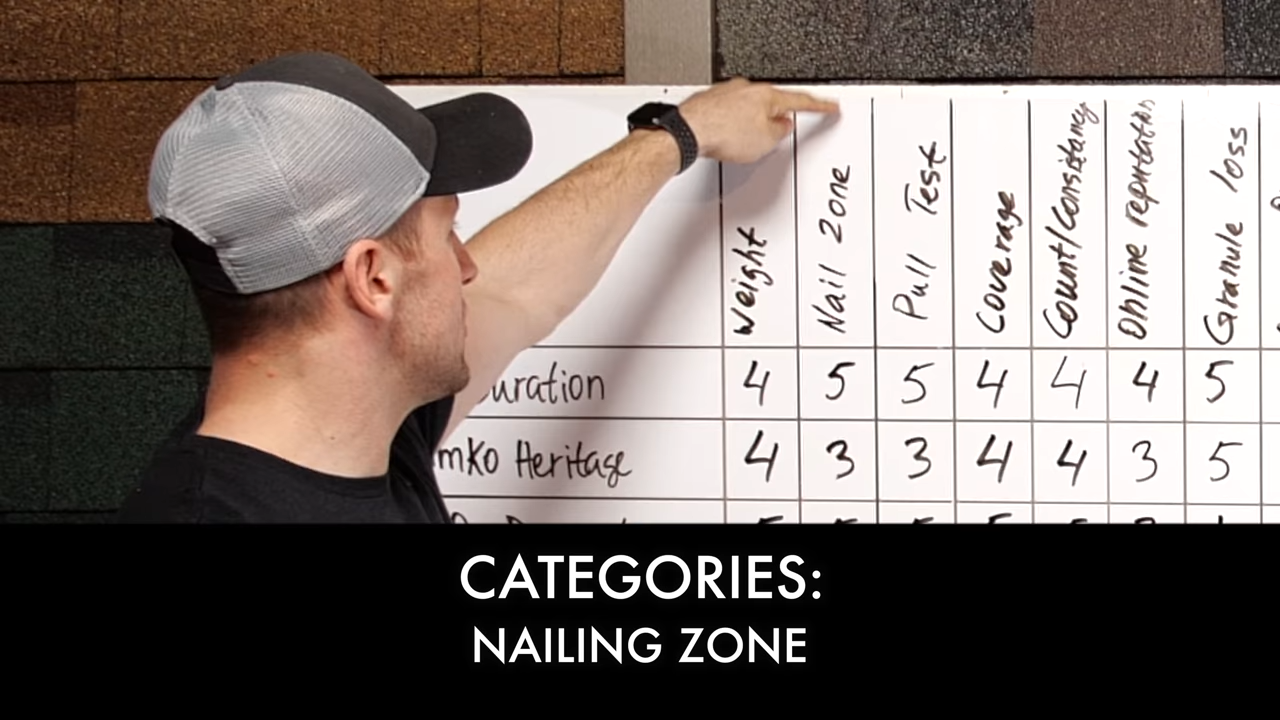 Weight Nail zone Pull Test Coverage Count/Consistancy Online reputation Granule loss
uration 4 5 5 4 4 4 5
mko Heritage 4 3 3 4 4 3 5
CATEGORIES:
NAILING ZONE